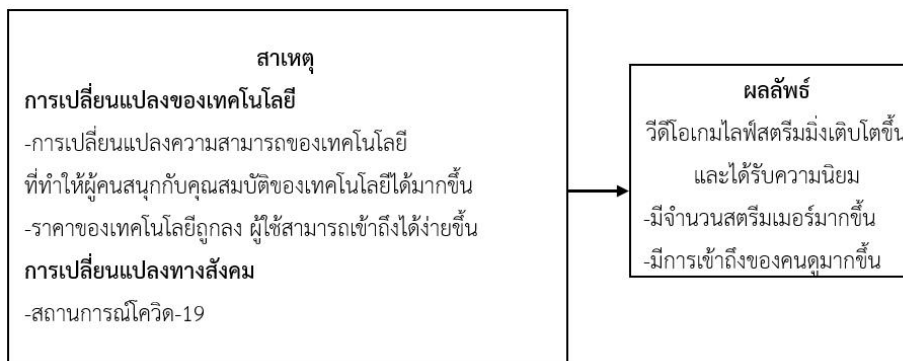 สาเหตุ
การเปลี่ยนแปลงของเทคโนโลยี
-การเปลี่ยนแปลงความสามารถของเทคโนโลยี
ที่ทำให้ผู้คนสนุกกับคุณสมบัติของเทคโนโลยีได้มากขึ้น
-ราคาของเทคโนโลยีถูกลง ผู้ใช้สามารถเข้าถึงได้ง่ายขึ้น
การเปลี่ยนแปลงทางสังคม
-สถานการณ์โควิด-19
ผลลัพธ์
วีดีโอเกมไลฟ์สตรีมมิ่งเติบโตขึ้น
และได้รับความนิยม
-มีจำนวนสตรีมเมอร์มากขึ้น
-มีการเข้าถึงของคนดูมากขึ้น